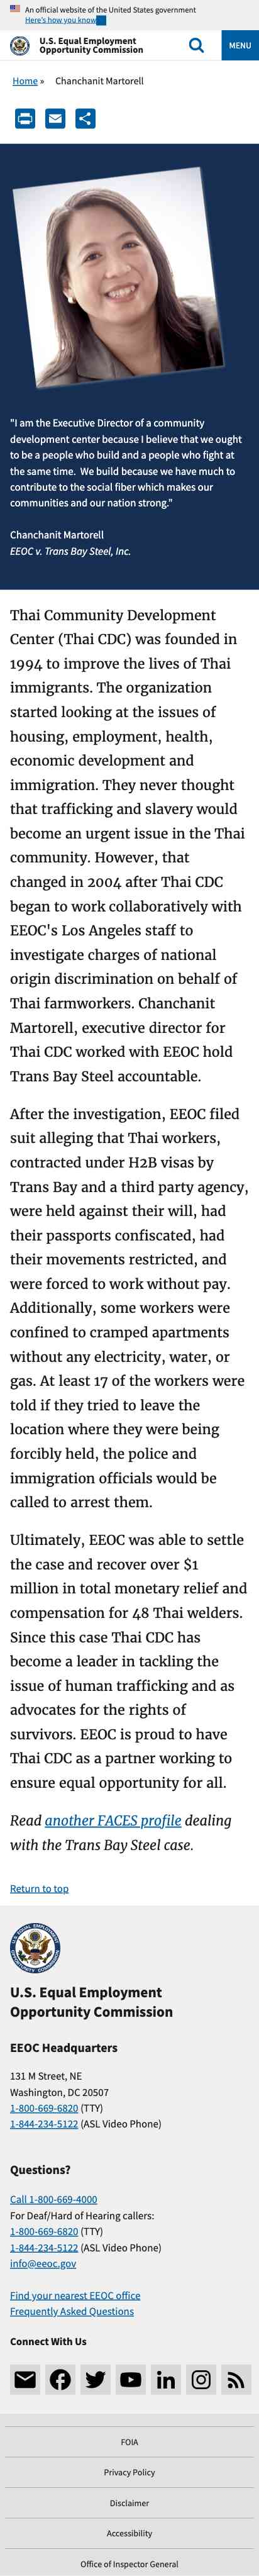 An official website of the United States government
Here's how you know
U.S. Equal Employment
Opportunity Commission
MENU
Home » Chanchanit Martorell
"I am the Executive Director of a community
development center because I believe that we ought
to be a people who build and a people who fight at
the same time. We build because we have much to
contribute to the social fiber which makes our
communities and our nation strong."
Chanchanit Martorell
EEOC v. Trans Bay Steel, Inc.
Thai Community Development
Center (Thai CDC) was founded in
1994 to improve the lives of Thai
immigrants. The organization
started looking at the issues of
housing, employment, health,
economic development and
immigration. They never thought
that trafficking and slavery would
become an urgent issue in the Thai
community. However, that
changed in 2004 after Thai CDC
began to work collaboratively with
EEOC's Los Angeles staff to
investigate charges of national
origin discrimination on behalf of
Thai farmworkers. Chanchanit
Martorell, executive director for
Thai CDC worked with EEOC hold
Trans Bay Steel accountable.
After the investigation, EEOC filed
suit alleging that Thai workers,
contracted under H2B visas by
Trans Bay and a third party agency,
were held against their will, had
their passports confiscated, had
their movements restricted, and
were forced to work without pay.
Additionally, some workers were
confined to cramped apartments
without any electricity, water, or
gas. At least 17 of the workers were
told if they tried to leave the
location where they were being
forcibly held, the police and
immigration officials would be
called to arrest them.
Ultimately, EEOC was able to settle
the case and recover over $1
million in total monetary relief and
compensation for 48 Thai welders.
Since this case Thai CDC has
become a leader in tackling the
issue of human trafficking and as
advocates for the rights of
survivors. EEOC is proud to have
Thai CDC as a partner working to
ensure equal opportunity for all.
Read another FACES profile dealing
with the Trans Bay Steel case.
Return to top
U.S. Equal Employment
Opportunity Commission
EEOC Headquarters
131 M Street, NE
Washington, DC 20507
1-800-669-6820 (TTY)
1-844-234-5122 (ASL Video Phone)
Questions?
Call 1-800-669-4000
For Deaf/Hard of Hearing callers:
1-800-669-6820 (TTY)
1-844-234-5122 (ASL Video Phone)
info@eeoc.gov
Find your nearest EEOC office
Frequently Asked Questions
Connect With Us
FOIA
Privacy Policy
Disclaimer
Accessibility
Office of Inspector General